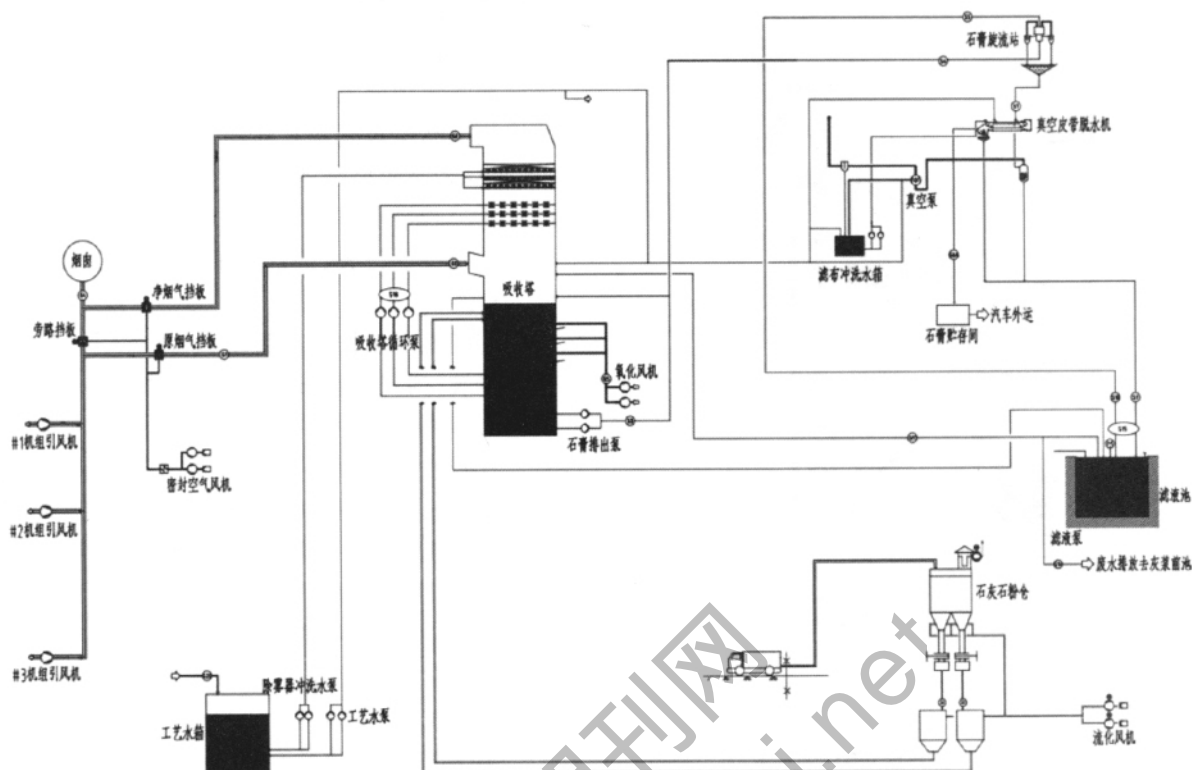 石膏旋流站
真空皮带脱水机
真空泵
滤布冲洗水箱
烟囱
净烟气挡板
旁路挡板
原烟气挡板
吸收塔
吸收塔循环泵
氧化风机
石膏排出泵
石膏贮存间
汽车外运
#1机组引风机
密封空气风机
#2机组引风机
滤液池
滤液泵
废水排放去灰浆前池
石灰石粉仓
#3机组引风机
除雾器冲洗水泵
工艺水箱
工艺水泵
流化风机
期刊网
i.net